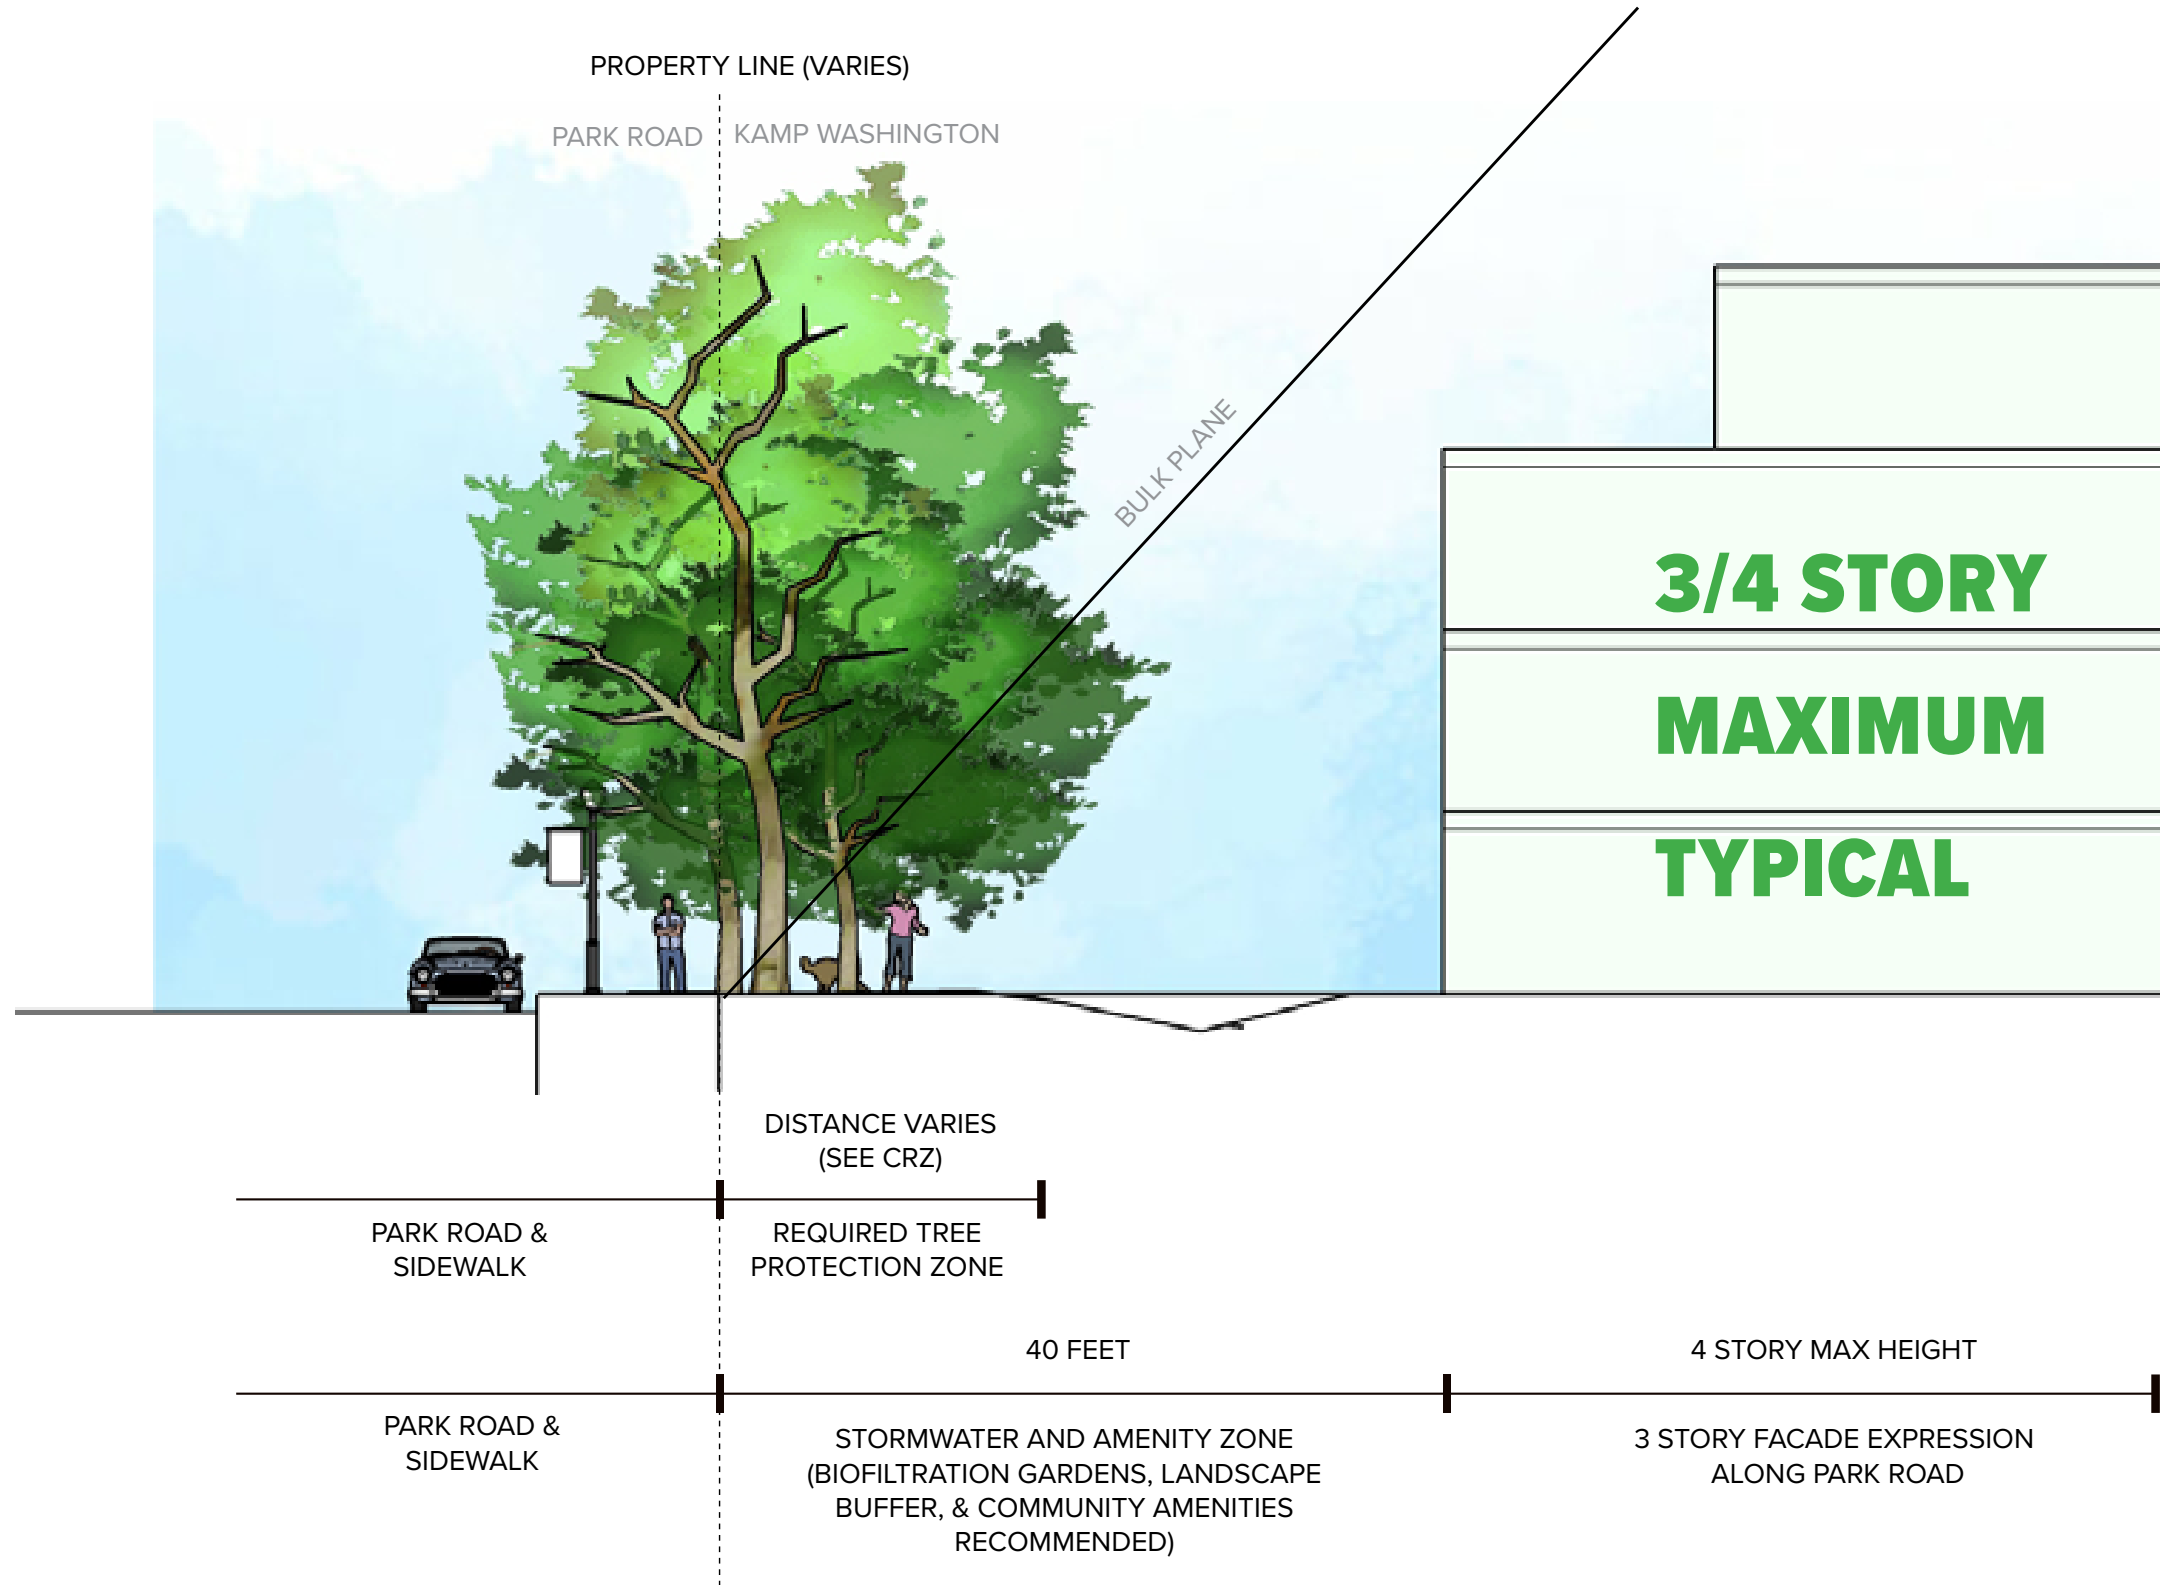 PROPERTY LINE (VARIES)
PARK ROAD
KAMP WASHINGTON
BULK PLANE
3/4 STORY
MAXIMUM
TYPICAL
DISTANCE VARIES
(SEE CRZ)
PARK ROAD &
SIDEWALK
REQUIRED TREE
PROTECTION ZONE
40 FEET
4 STORY MAX HEIGHT
PARK ROAD &
SIDEWALK
STORMWATER AND AMENITY ZONE
(BIOFILTRATION GARDENS, LANDSCAPE
BUFFER, & COMMUNITY AMENITIES
RECOMMENDED)
3 STORY FACADE EXPRESSION
ALONG PARK ROAD